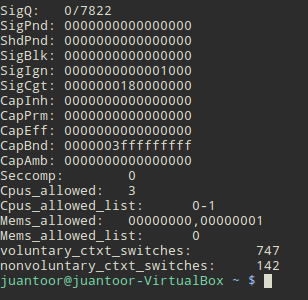 SigQ:	0/7822
SigPnd:	0000000000000000
ShdPnd:	0000000000000000
SigBlk:	0000000000000000
SigIgn:	0000000000001000
SigCgt:	0000000180000000
CapInh:	0000000000000000
CapPrm:	0000000000000000
CapEff:	0000000000000000
CapBnd:	0000003fffffffff
CapAmb:	0000000000000000
Seccomp:	0
Cpus_allowed:	3
Cpus_allowed_list:	0-1
Mems_allowed:	00000000,00000001
Mems_allowed_list:	0
voluntary_ctxt_switches:	747
nonvoluntary_ctxt_switches:	142
juantoor@juantoor-VirtualBox ~ $